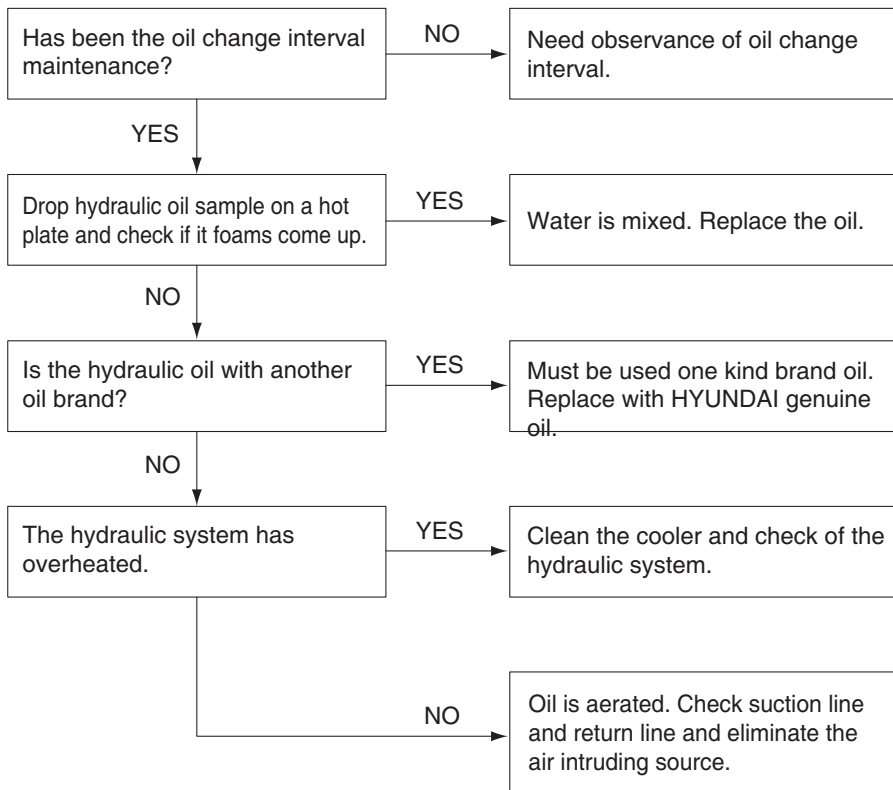 Has been the oil change interval
maintenance?
NO
Need observance of oil change
interval.
YES
Drop hydraulic oil sample on a hot
plate and check if it foams come up.
YES
Water is mixed. Replace the oil.
NO
Is the hydraulic oil with another
oil brand?
YES
Must be used one kind brand oil.
Replace with HYUNDAI genuine
oil.
NO
The hydraulic system has
overheated.
YES
Clean the cooler and check of the
hydraulic system.
NO
Oil is aerated. Check suction line
and return line and eliminate the
air intruding source.